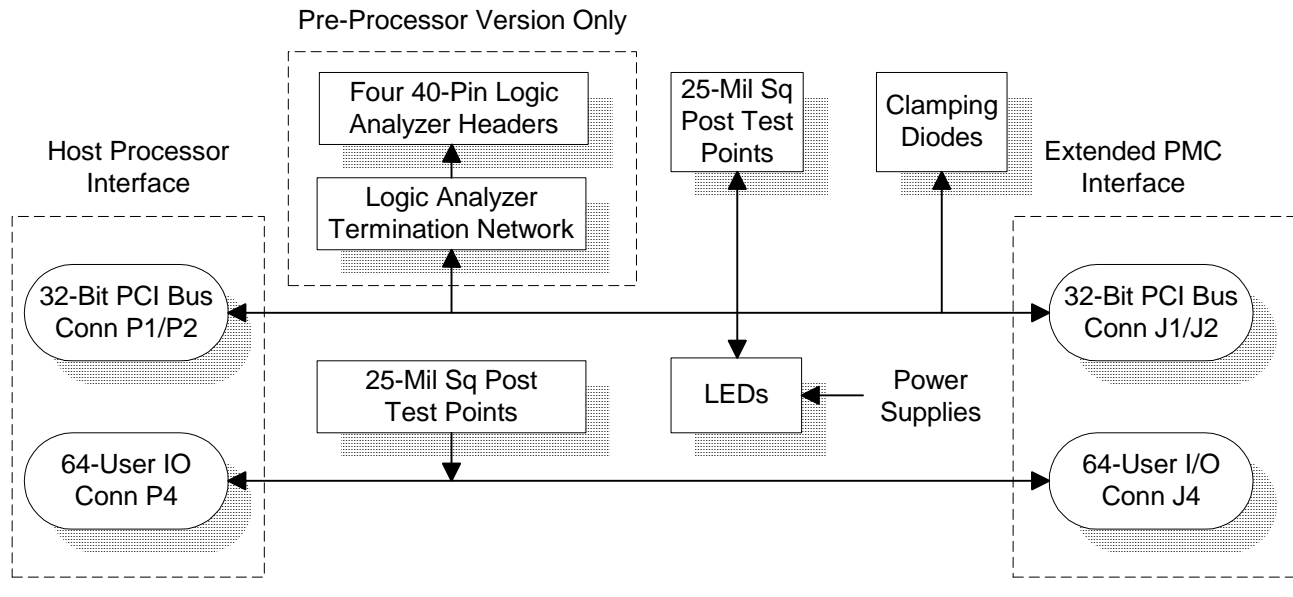 Pre-Processor Version Only
Four 40-Pin Logic
Analyzer Headers
25-Mil Sq
Post Test
Points
Clamping
Diodes
Host Processor
Interface
Extended PMC
Interface
Logic Analyzer
Termination Network
32-Bit PCI Bus
Conn P1/P2
32-Bit PCI Bus
Conn J1/J2
25-Mil Sq Post
Test Points
LEDs
Power
Supplies
64-User IO
Conn P4
64-User I/O
Conn J4